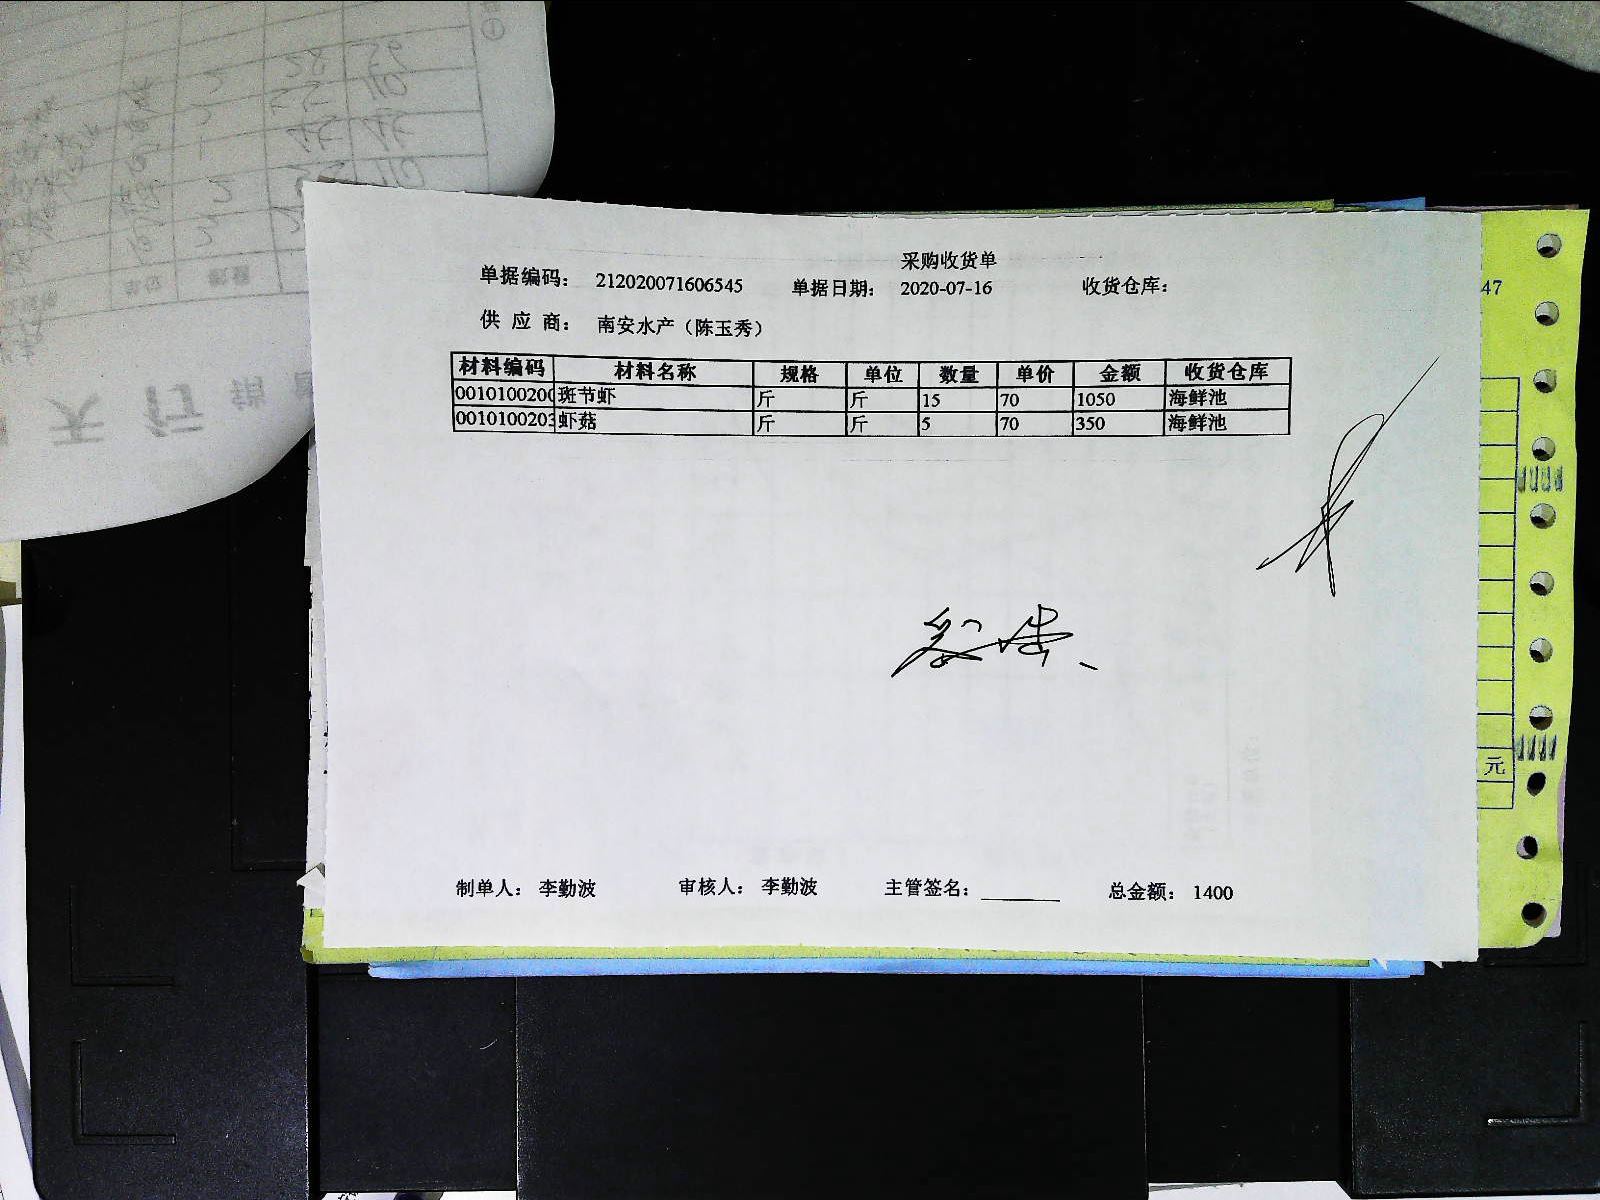 采购收货单
单据编码： 212020071606545 单据日期： 2020-07-16 收货仓库：
供 应 商： 南安水产（陈玉秀）
材料编码 材料名称 规格 单位 数量 单价 金额 收货仓库
0010100200 斑节虾 斤 斤 15 70 1050 海鲜池
0010100203 虾菇 斤 斤 5 70 350 海鲜池
制单人： 李勤波 审核人： 李勤波 主管签名： 总金额： 1400
47
元